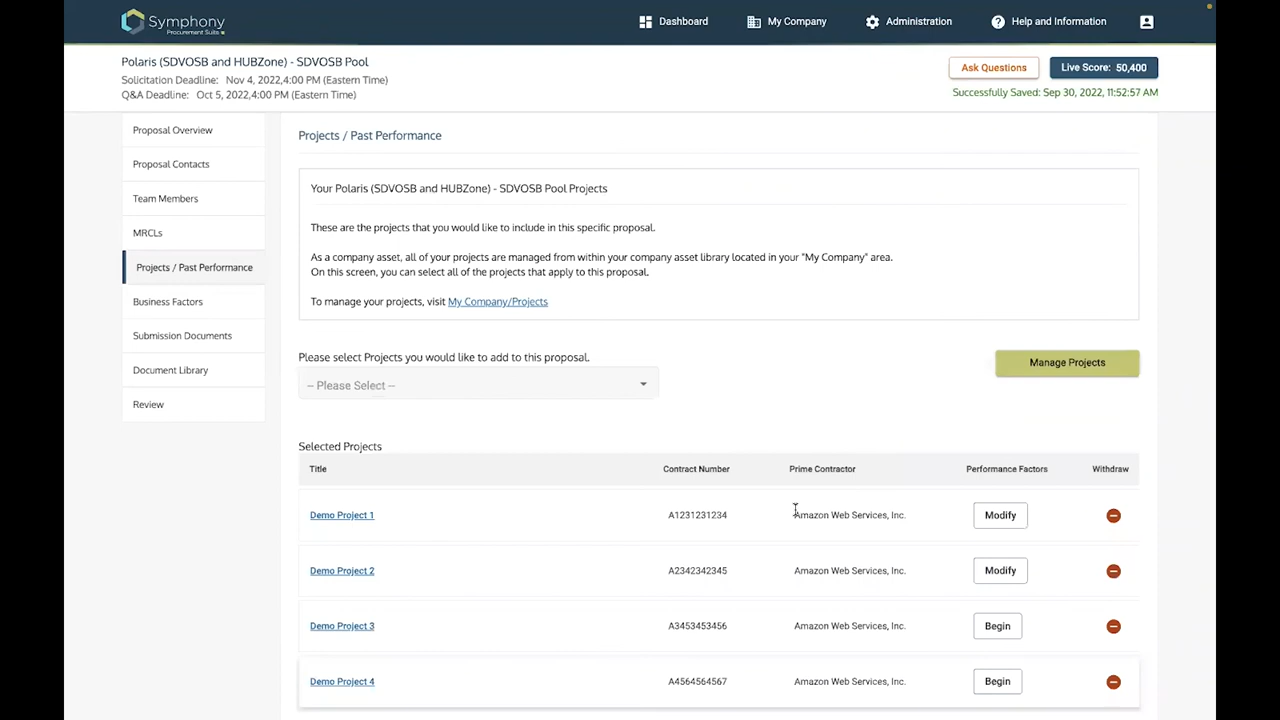 Symphony
Procurement Suite
Dashboard
My Company
Administration
Help and Information
Polaris (SDVOSB and HUBZone) - SDVOSB Pool
Solicitation Deadline: Nov 4, 2022,4:00 PM (Eastern Time)
Q&A Deadline: Oct 5, 2022,4:00 PM (Eastern Time)
Ask Questions
Live Score: 50,400
Successfully Saved: Sep 30, 2022, 11:52:57 AM
Proposal Overview
Proposal Contacts
Team Members
MRCLs
Projects / Past Performance
Business Factors
Submission Documents
Document Library
Review
Projects / Past Performance
Your Polaris (SDVOSB and HUBZone) - SDVOSB Pool Projects
These are the projects that you would like to include in this specific proposal.
As a company asset, all of your projects are managed from within your company asset library located in your "My Company" area.
On this screen, you can select all of the projects that apply to this proposal.
To manage your projects, visit My Company/Projects
Please select Projects you would like to add to this proposal.
-- Please Select --
Manage Projects
Selected Projects
Title Contract Number Prime Contractor Performance Factors Withdraw
Demo Project 1 A1231231234 Amazon Web Services, Inc. Modify
Demo Project 2 A2342342345 Amazon Web Services, Inc. Modify
Demo Project 3 A3453453456 Amazon Web Services, Inc. Begin
Demo Project 4 A4564564567 Amazon Web Services, Inc. Begin